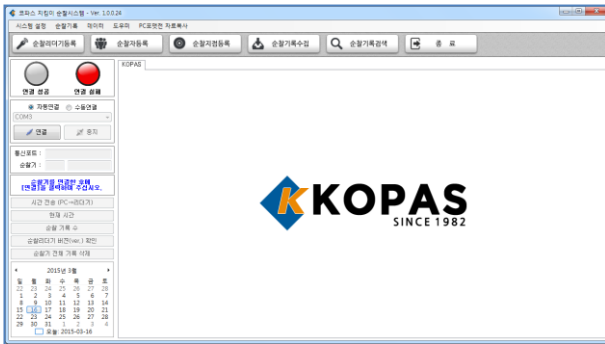 코파스 지킴이 순찰시스템 - Ver. 1.0.0.24
시스템 설정 순찰기록 데이터 도우미 PC포맷전 자료복사
순찰리더기등록 순찰자등록 순찰지점등록 순찰기록수집 순찰기록검색 종 료
연결 성공 연결 실패
KOPAS
자동연결 수동연결
COM3
연결 중지
통신포트 :
순찰기 :
순찰기를 연결한 후에
[연결]을 클릭하여 주십시오.
시간 전송 (PC->리더기)
현재 시간
순찰 기록 수
순찰리더기 버전(ver.) 확인
순찰기 전체 기록 삭제
KOPAS
SINCE 1982
2015년 3월
일 월 화 수 목 금 토
22 23 24 25 26 27 28
1 2 3 4 5 6 7
8 9 10 11 12 13 14
15 16 17 18 19 20 21
22 23 24 25 26 27 28
29 30 31 1 2 3 4
오늘: 2015-03-16